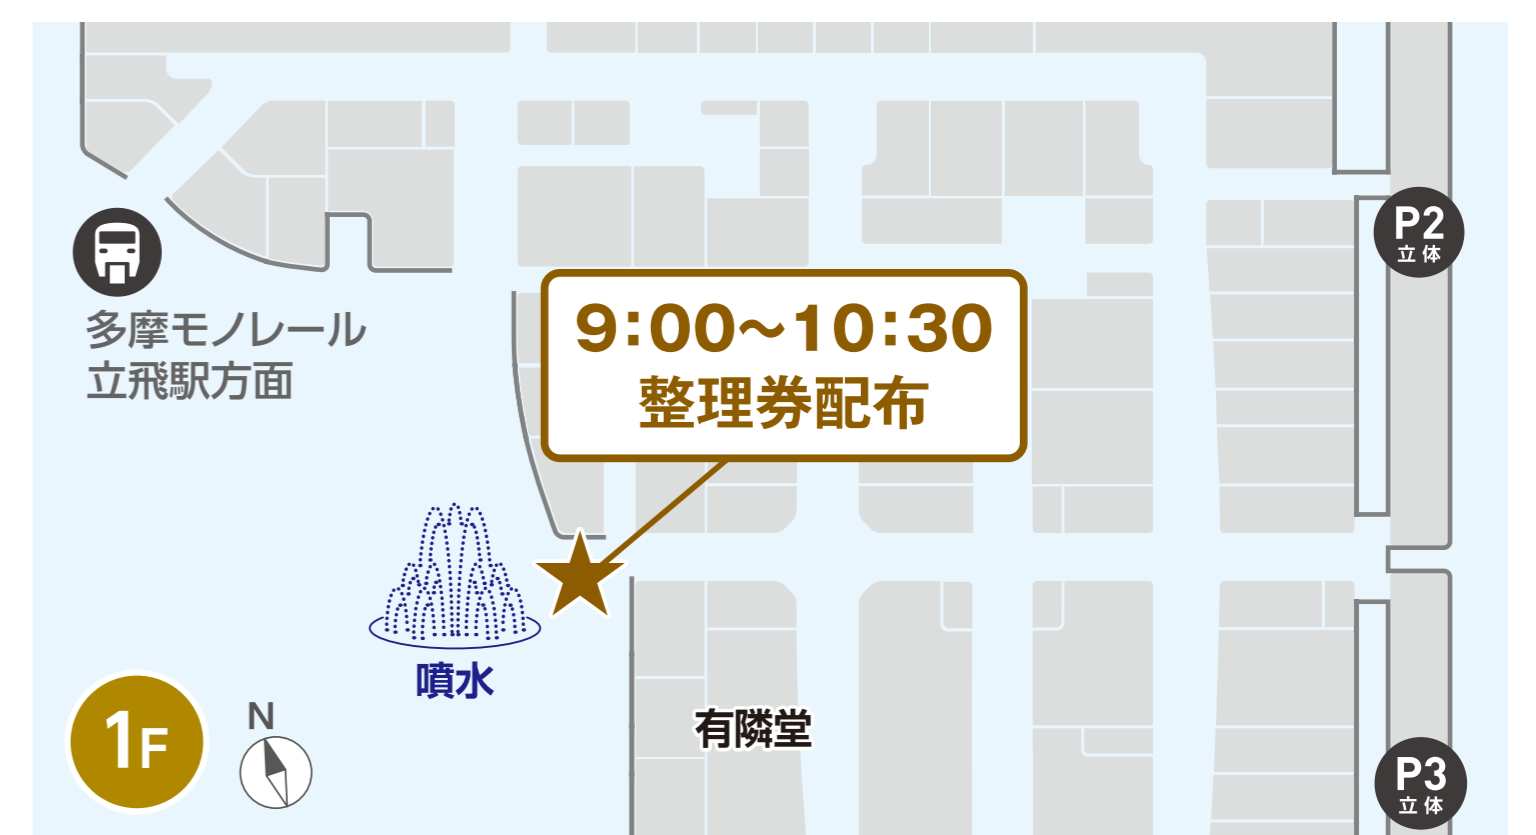 P2
立体
9:00～10:30
整理券配布
多摩モノレール
立飛駅方面
噴水
有隣堂
1F
N
P3
立体